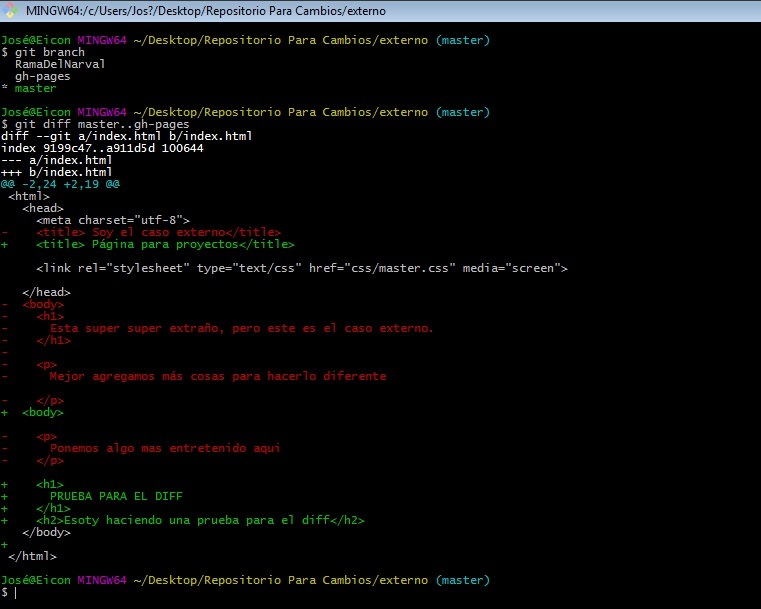 MINGW64:/c/Users/Jos?/Desktop/Repositorio Para Cambios/externo
José@Eicon MINGW64 ~/Desktop/Repositorio Para Cambios/externo (master)
$ git branch
  RamaDelNarval
  gh-pages
* master
José@Eicon MINGW64 ~/Desktop/Repositorio Para Cambios/externo (master)
$ git diff master..gh-pages
diff --git a/index.html b/index.html
index 9199c47..a911d5d 100644
--- a/index.html
+++ b/index.html
@@ -2,24 +2,19 @@
 <html>
   <head>
     <meta charset="utf-8">
-    <title> Soy el caso externo</title>
+    <title> Página para proyectos</title>
     <link rel="stylesheet" type="text/css" href="css/master.css" media="screen">
   </head>
-  <body>
-    <h1>
-      Esta super super extraño, pero este es el caso externo.
-    </h1>
-
-    <p>
-      Mejor agregamos más cosas para hacerlo diferente
-    </p>
+  <body>
-    <p>
-      Ponemos algo mas entretenido aqui
-    </p>
+    <h1>
+      PRUEBA PARA EL DIFF
+    </h1>
+    <h2>Esoty haciendo una prueba para el diff</h2>
   </body>
+
 </html>
José@Eicon MINGW64 ~/Desktop/Repositorio Para Cambios/externo (master)
$